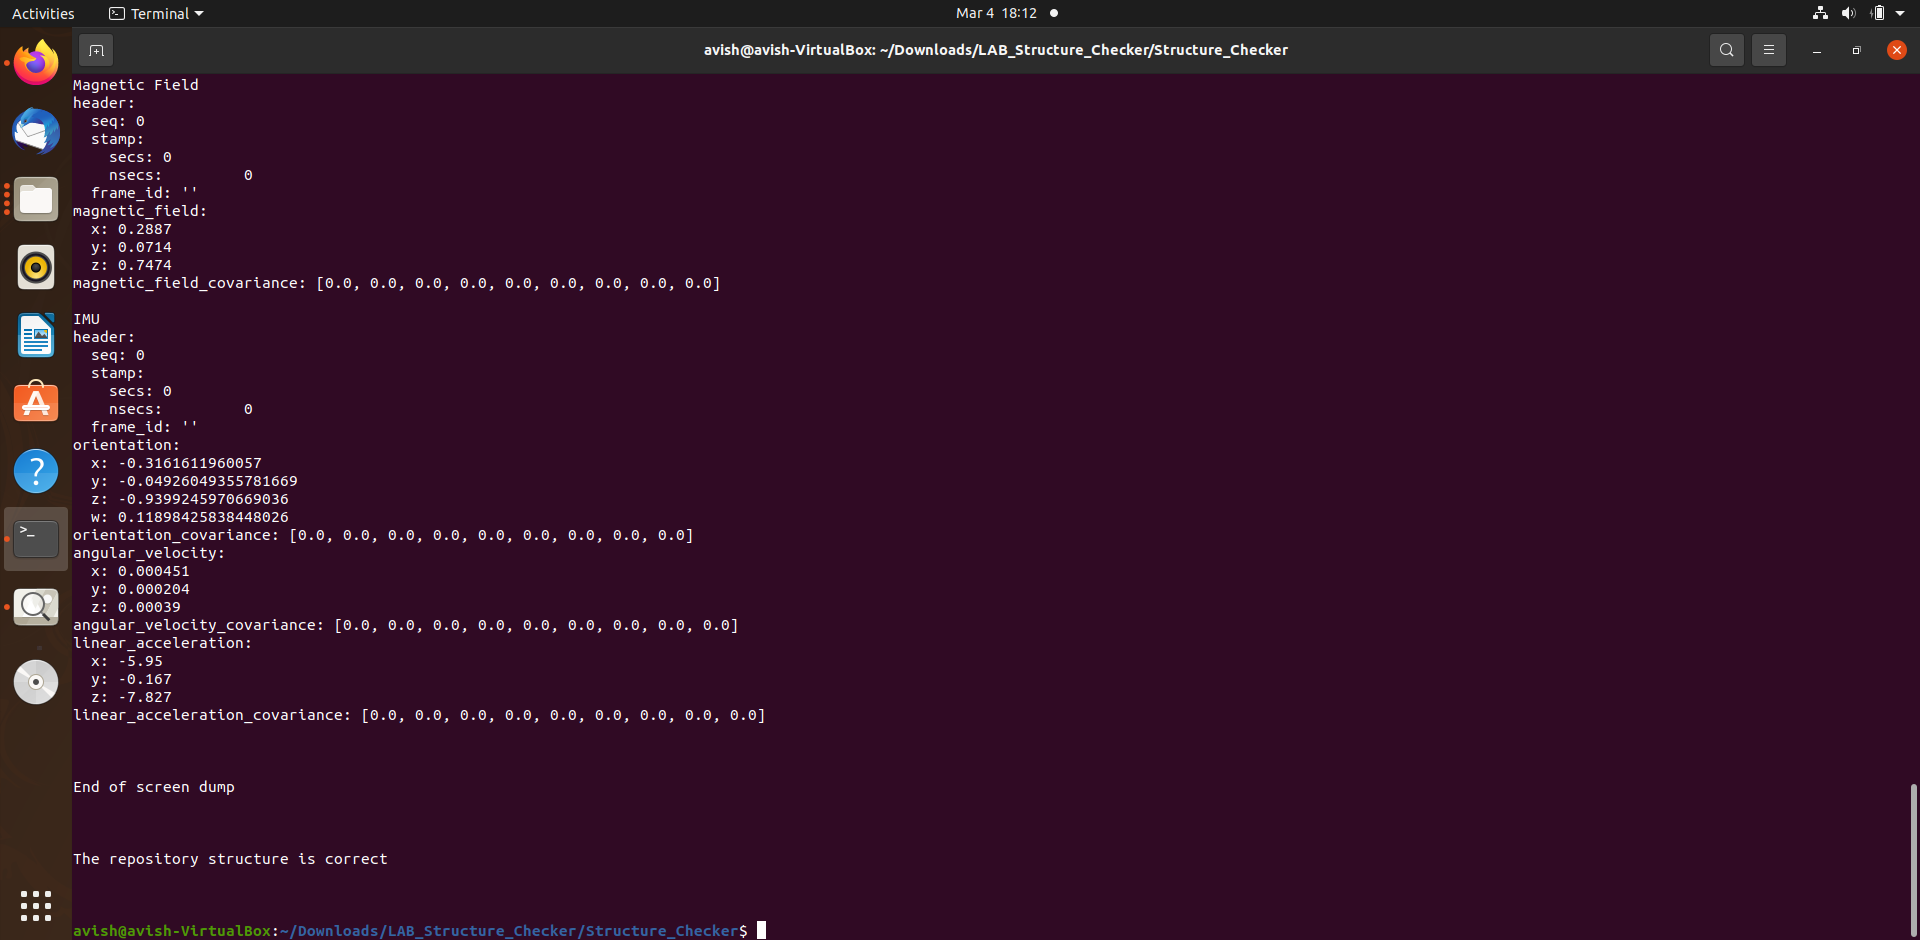 Activities
Terminal
Mar 4 18:12
avish@avish-VirtualBox: ~/Downloads/LAB_Structure_Checker/Structure_Checker
Magnetic Field
header:
  seq: 0
  stamp:
    secs: 0
    nsecs:         0
  frame_id: ''
magnetic_field:
  x: 0.2887
  y: 0.0714
  z: 0.7474
magnetic_field_covariance: [0.0, 0.0, 0.0, 0.0, 0.0, 0.0, 0.0, 0.0, 0.0]
IMU
header:
  seq: 0
  stamp:
    secs: 0
    nsecs:         0
  frame_id: ''
orientation:
  x: -0.3161611960057
  y: -0.04926049355781669
  z: -0.9399245970669036
  w: 0.11898425838448026
orientation_covariance: [0.0, 0.0, 0.0, 0.0, 0.0, 0.0, 0.0, 0.0, 0.0]
angular_velocity:
  x: 0.000451
  y: 0.000204
  z: 0.00039
angular_velocity_covariance: [0.0, 0.0, 0.0, 0.0, 0.0, 0.0, 0.0, 0.0, 0.0]
linear_acceleration:
  x: -5.95
  y: -0.167
  z: -7.827
linear_acceleration_covariance: [0.0, 0.0, 0.0, 0.0, 0.0, 0.0, 0.0, 0.0, 0.0]
End of screen dump
The repository structure is correct
avish@avish-VirtualBox:~/Downloads/LAB_Structure_Checker/Structure_Checker$